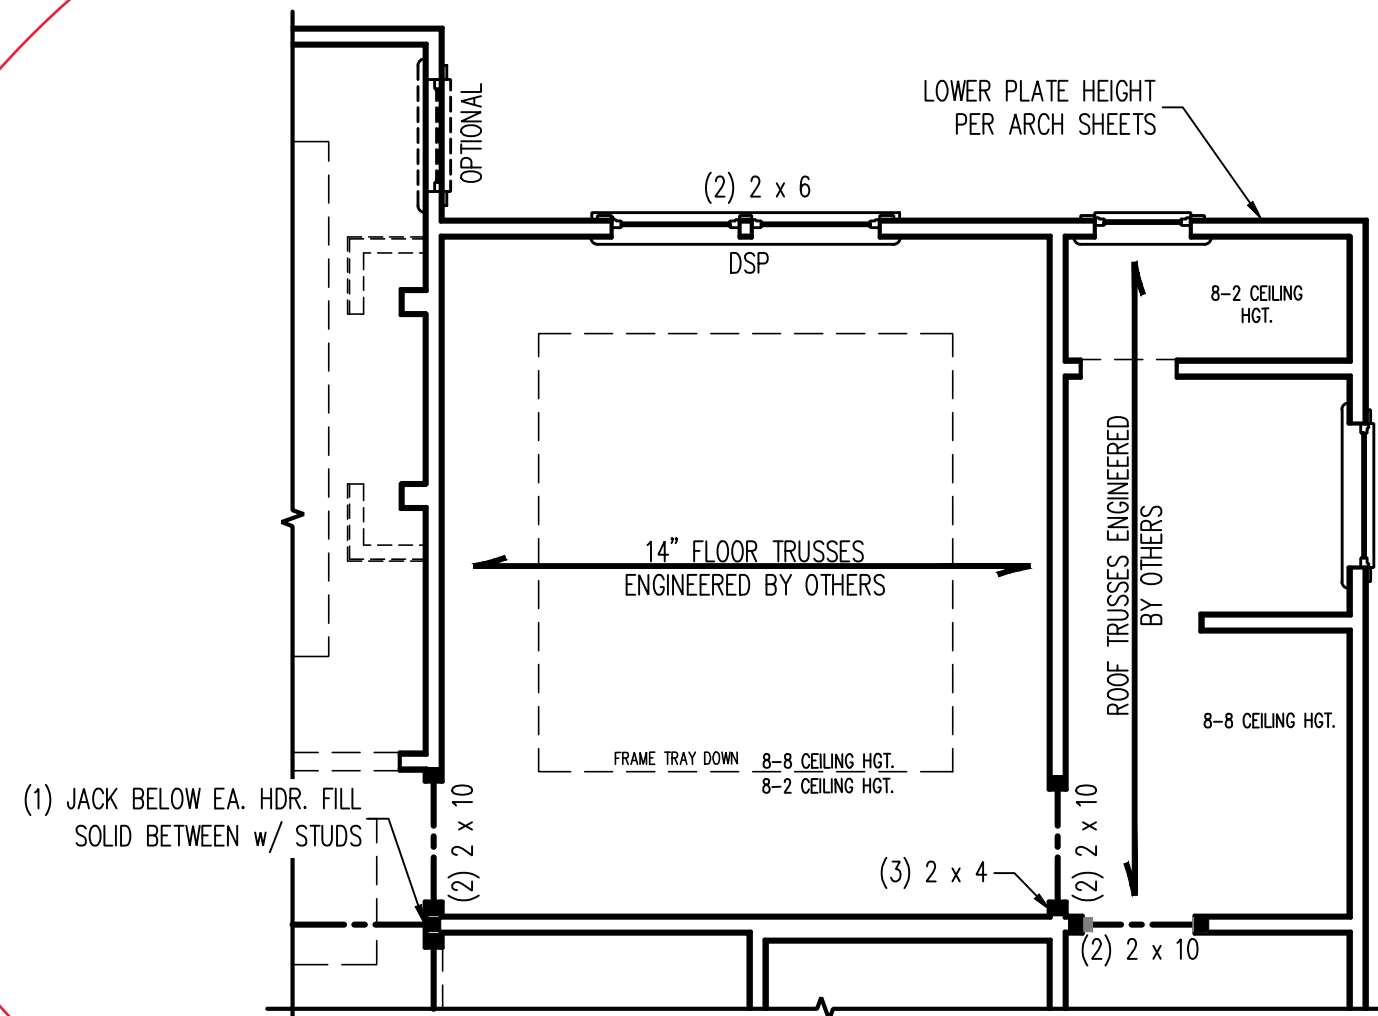 OPTIONAL
LOWER PLATE HEIGHT
PER ARCH SHEETS
(2) 2 x 6
DSP
8-2 CEILING
HGT.
14" FLOOR TRUSSES
ENGINEERED BY OTHERS
ROOF TRUSSES ENGINEERED
BY OTHERS
8-8 CEILING HGT.
FRAME TRAY DOWN
8-8 CEILING HGT.
8-2 CEILING HGT.
(1) JACK BELOW EA. HDR. FILL
SOLID BETWEEN w/ STUDS
(2) 2 x 10
(3) 2 x 4
(2) 2 x 10
(2) 2 x 10